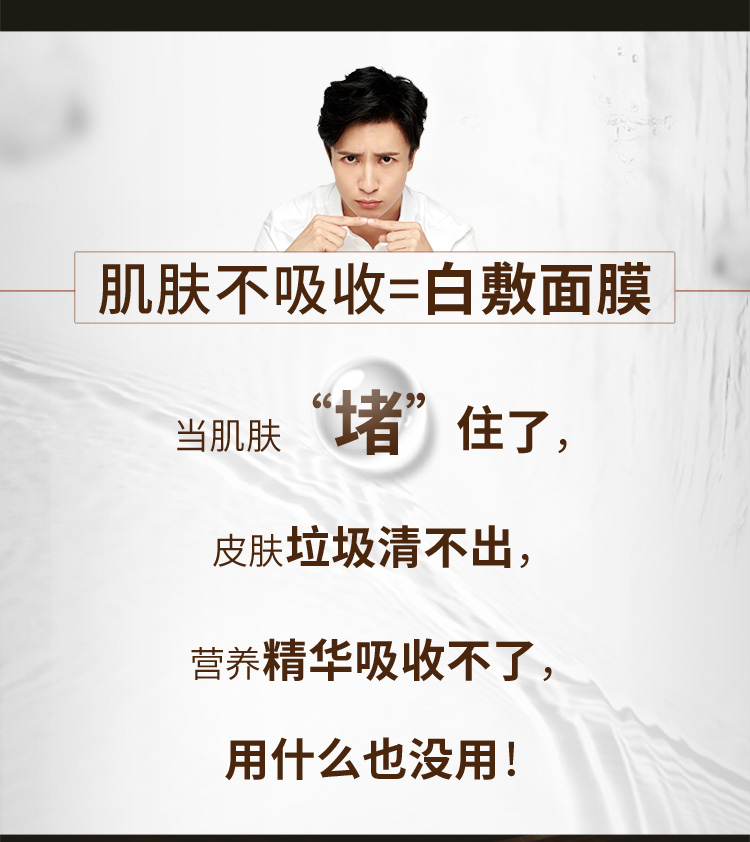 肌肤不吸收=白敷面膜
当肌肤“堵”住了，
皮肤垃圾清不出，
营养精华吸收不了，
用什么也没用！